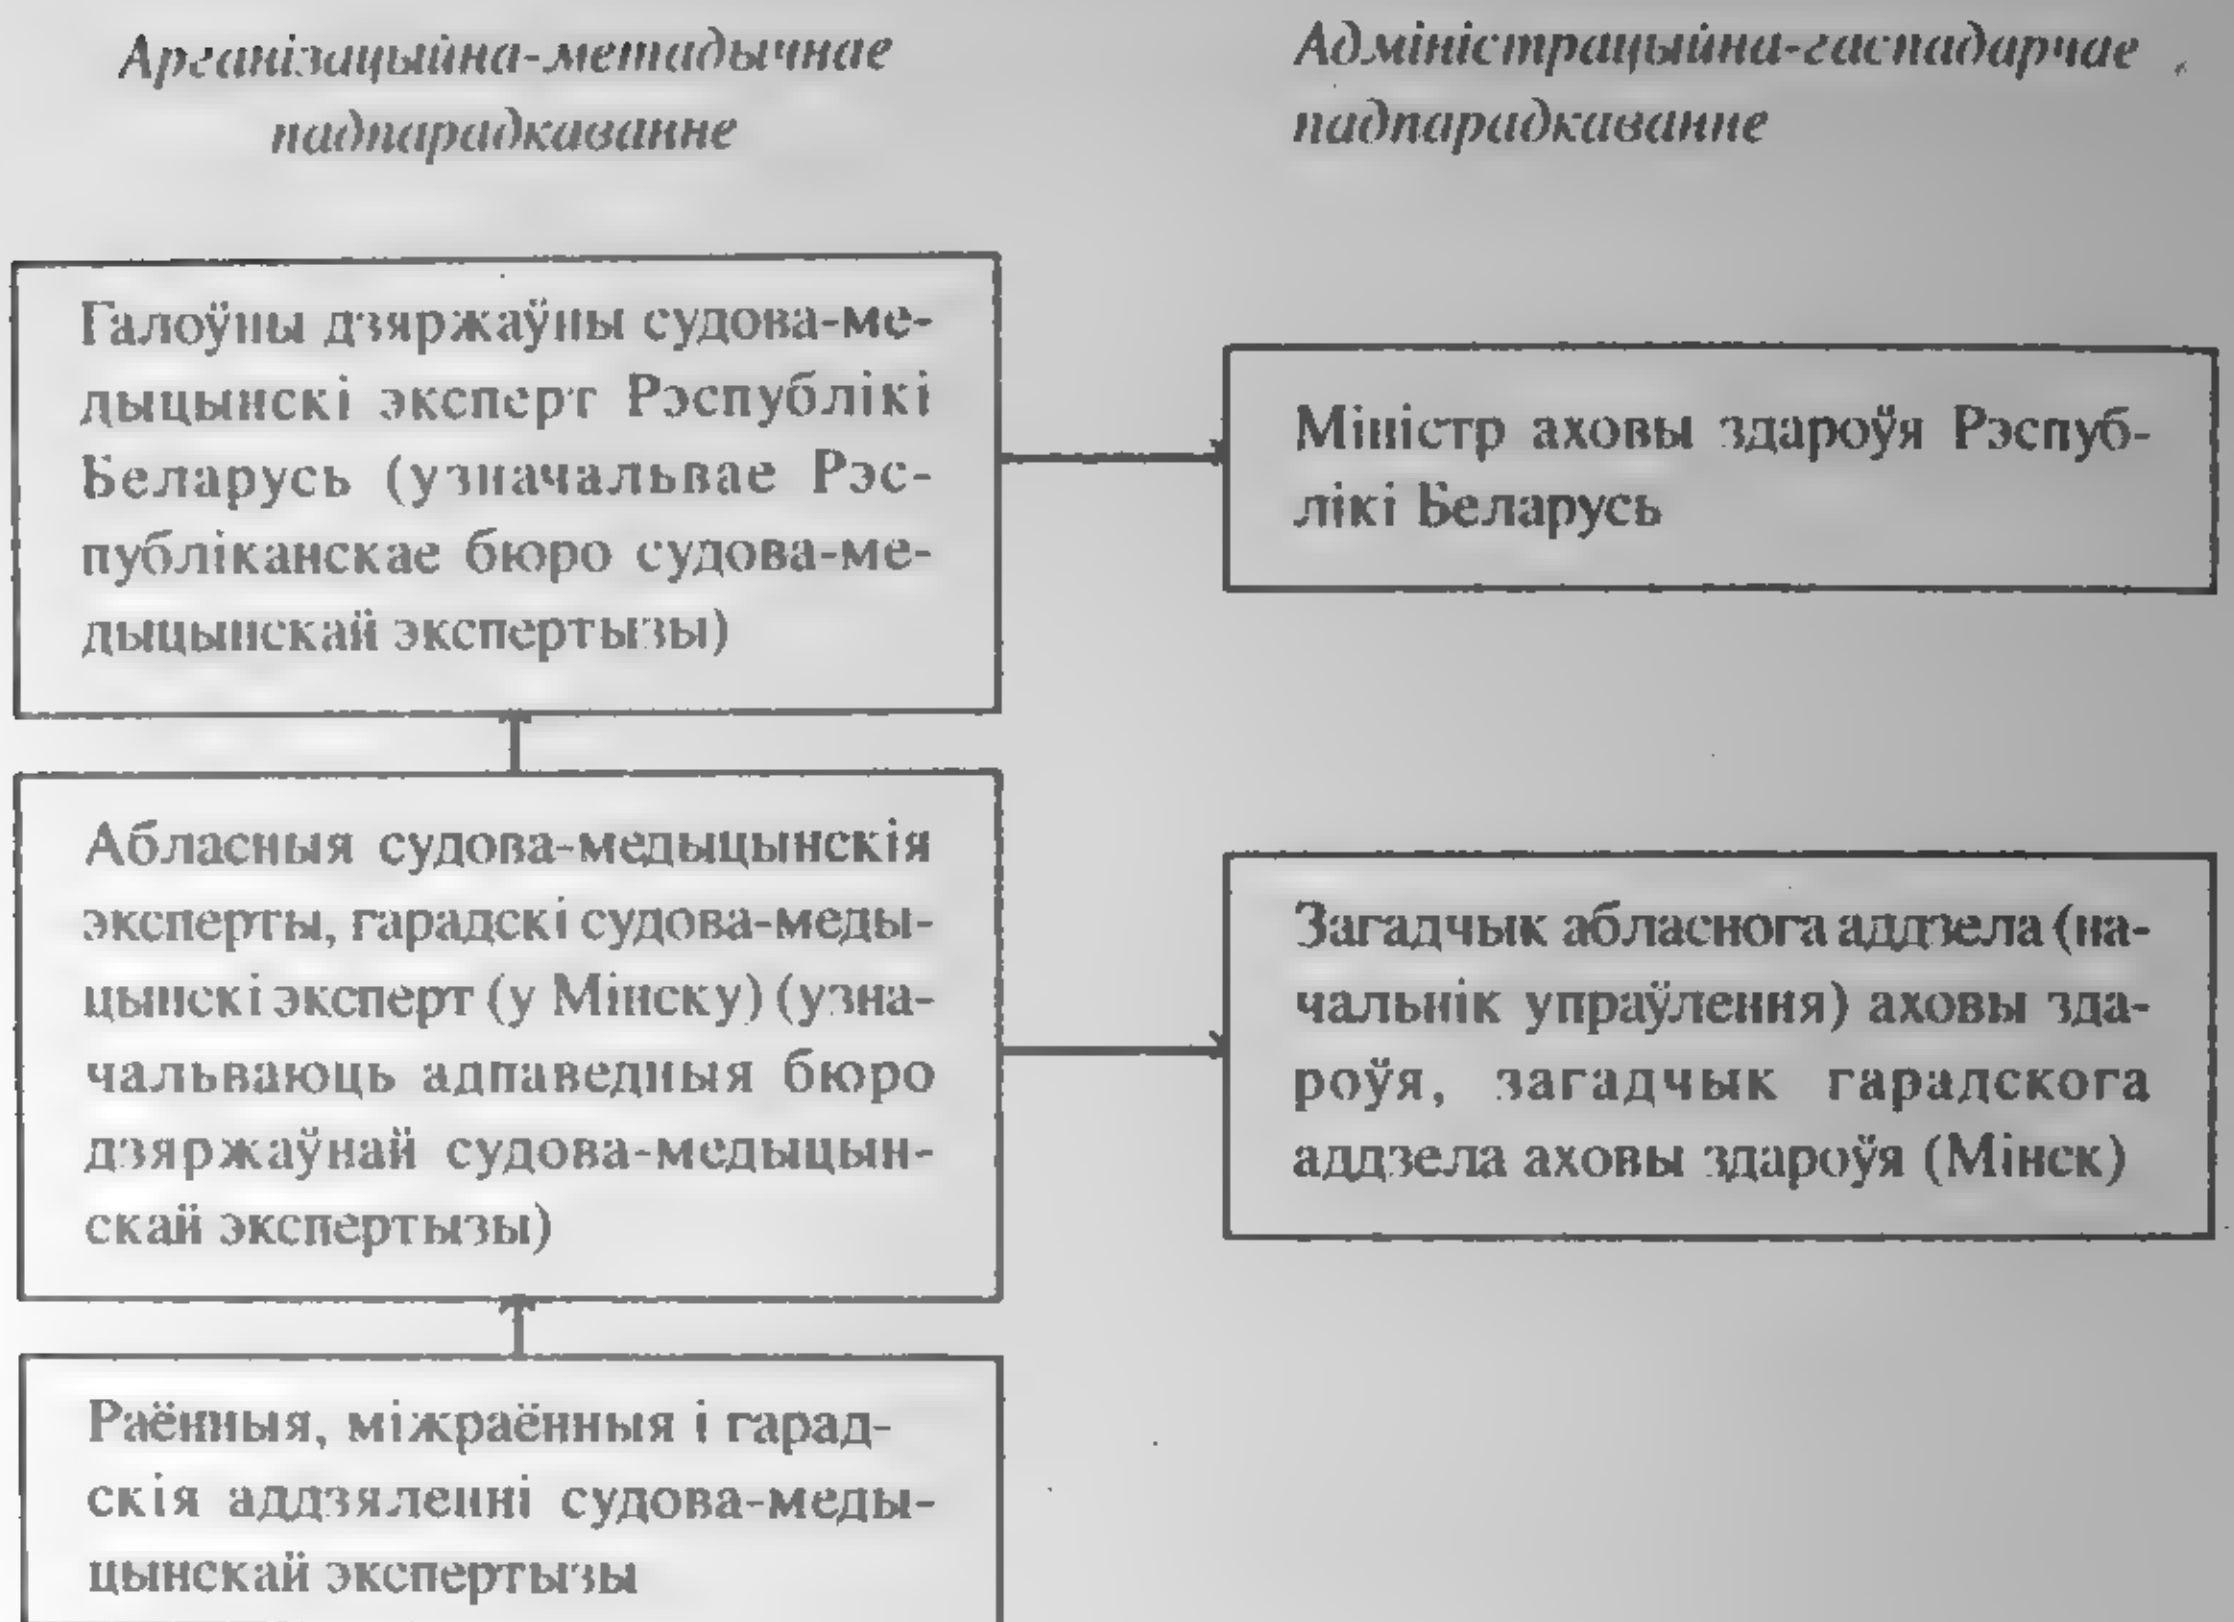 Арганізацыйна-метадычнае
падпарадкаванне
Адміністрацыйна-гаспадарчае
падпарадкаванне
Галоўны дзяржаўны судова-ме-
дыцынскі эксперт Рэспублікі
Беларусь (узначальвае Рэс-
публіканскае бюро судова-ме-
дыцынскай экспертызы)
Міністр аховы здароўя Рэспуб-
лікі Беларусь
Абласныя судова-медыцынскія
эксперты, гарадскі судова-меды-
цынскі эксперт (у Мінску) (узна-
чальваюць адпаведныя бюро
дзяржаўнай судова-медыцын-
скай экспертызы)
Загадчык абласнога аддзела (на-
чальнік упраўлення) аховы зда-
роўя, загадчык гарадскога
аддзела аховы здароўя (Мінск)
Раённыя, міжраённыя і гарад-
скія аддзяленні судова-меды-
цынскай экспертызы